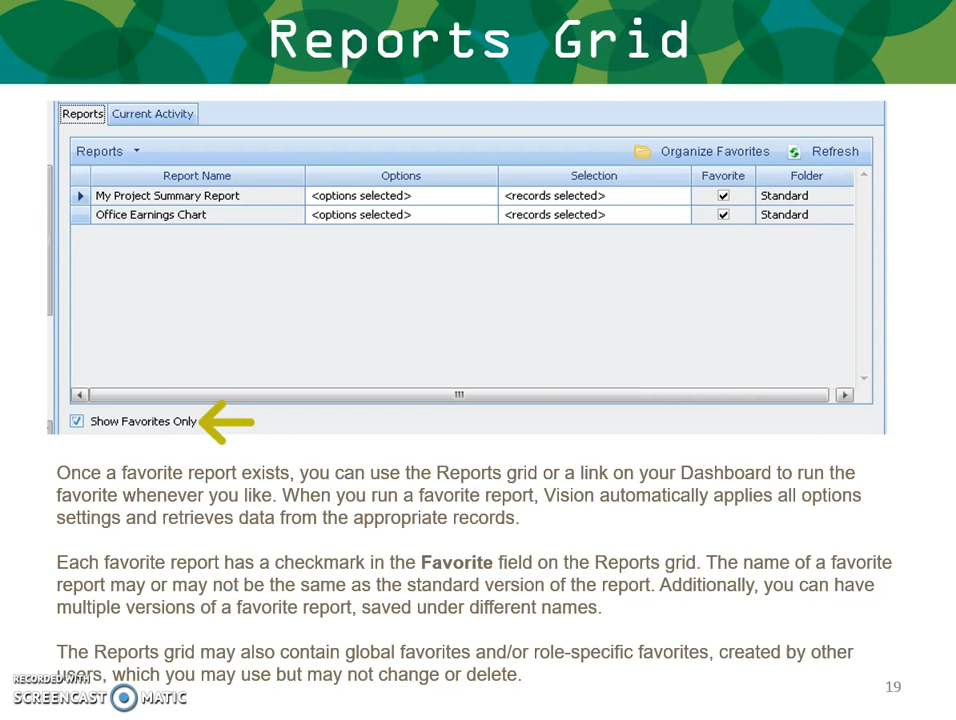 Reports Grid
Reports Current Activity
Reports Organize Favorites Refresh
Report Name Options Selection Favorite Folder
My Project Summary Report <options selected> <records selected> Standard
Office Earnings Chart <options selected> <records selected> Standard
Show Favorites Only
Once a favorite report exists, you can use the Reports grid or a link on your Dashboard to run the
favorite whenever you like. When you run a favorite report, Vision automatically applies all options
settings and retrieves data from the appropriate records.
Each favorite report has a checkmark in the Favorite field on the Reports grid. The name of a favorite
report may or may not be the same as the standard version of the report. Additionally, you can have
multiple versions of a favorite report, saved under different names.
The Reports grid may also contain global favorites and/or role-specific favorites, created by other
users, which you may use but may not change or delete.
RECORDED WITH
SCREENCAST MATIC
19